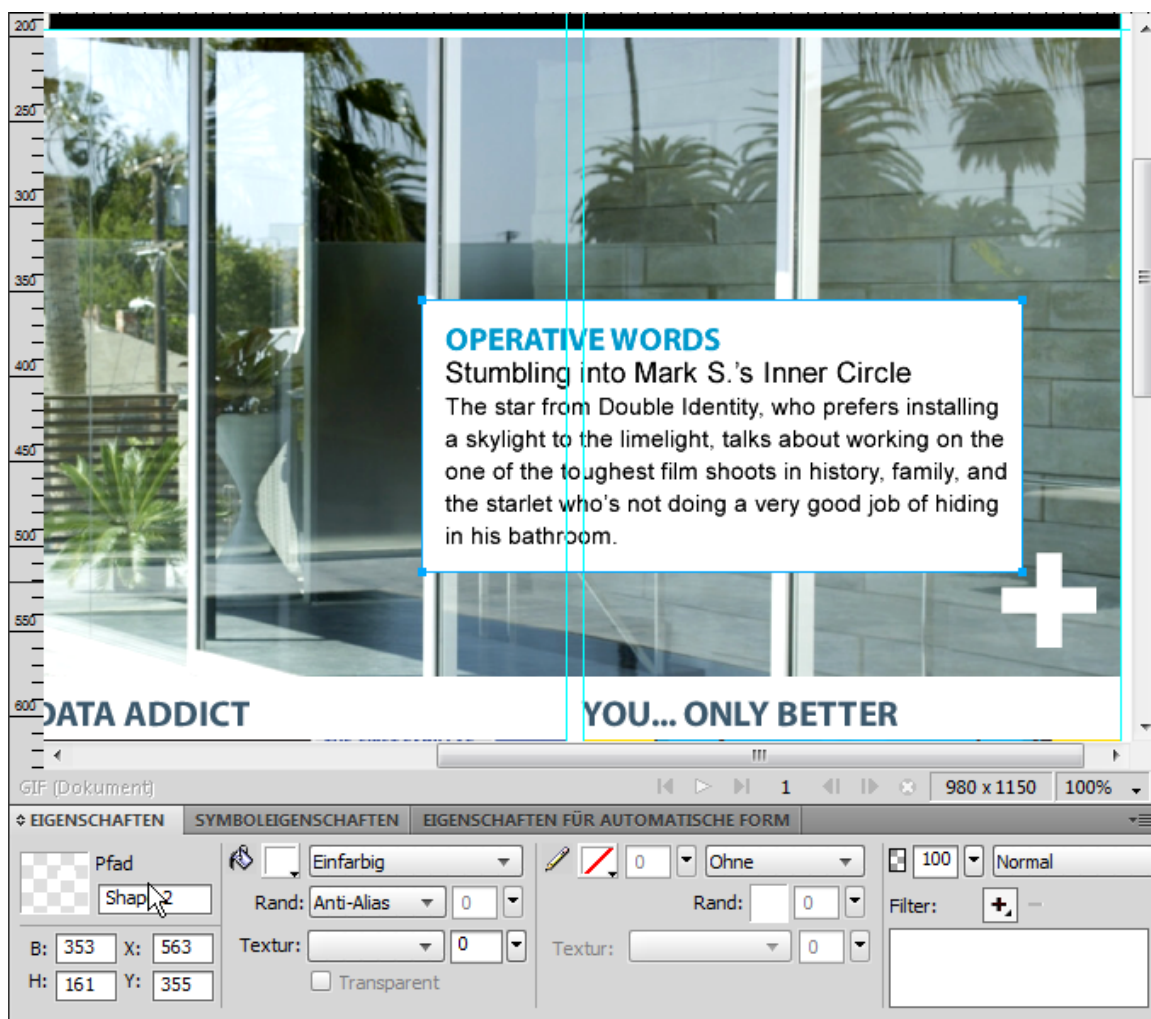 200
250
300
350
OPERATIVE WORDS
400
Stumbling into Mark S.'s Inner Circle
The star from Double Identity, who prefers installing
a skylight to the limelight, talks about working on the
450
one of the toughest film shoots in history, family, and
the starlet who's not doing a very good job of hiding
500
in his bathroom.
550
600
DATA ADDICT YOU... ONLY BETTER
GIF (Dokument) 1 980 x 1150 100%
EIGENSCHAFTEN SYMBOLEIGENSCHAFTEN EIGENSCHAFTEN FÜR AUTOMATISCHE FORM
Pfad Einfarbig 0 Ohne 100 Normal
Rand: Anti-Alias 0 Rand: 0 Filter:
B: 353 X: 563 Textur: 0 Textur: 0
H: 161 Y: 355 Transparent